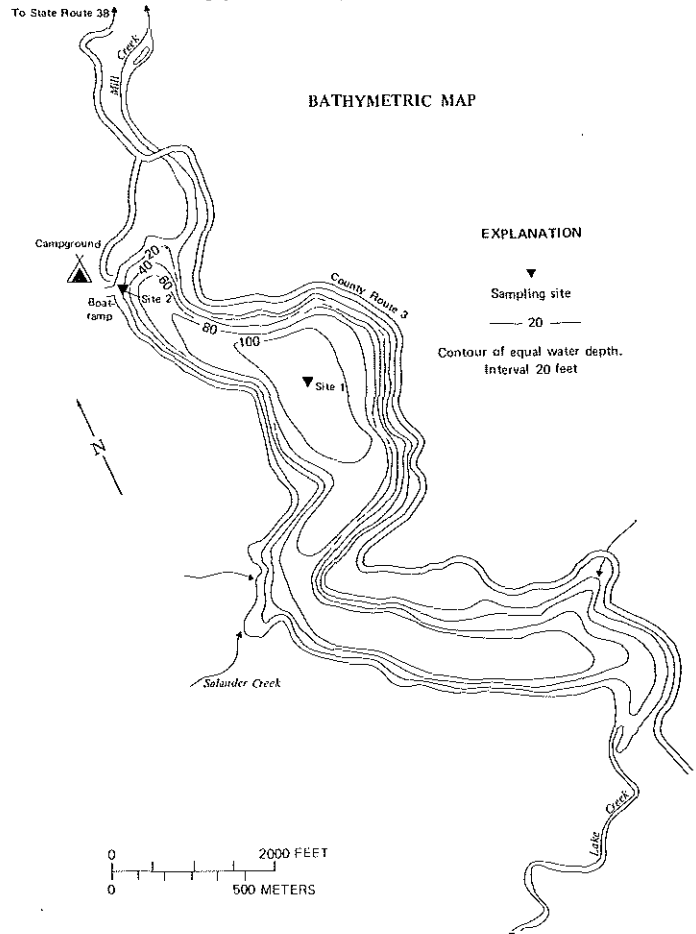 To State Route 38
Mill Creek
BATHYMETRIC MAP
EXPLANATION
Sampling site
20
Contour of equal water depth.
Interval 20 feet
Campground
20
40
60
Site 2
Boat-
ramp
County Route 3
80
100
Site 1
N
Salander Creek
Lake Creek
0 2000 FEET
0 500 METERS